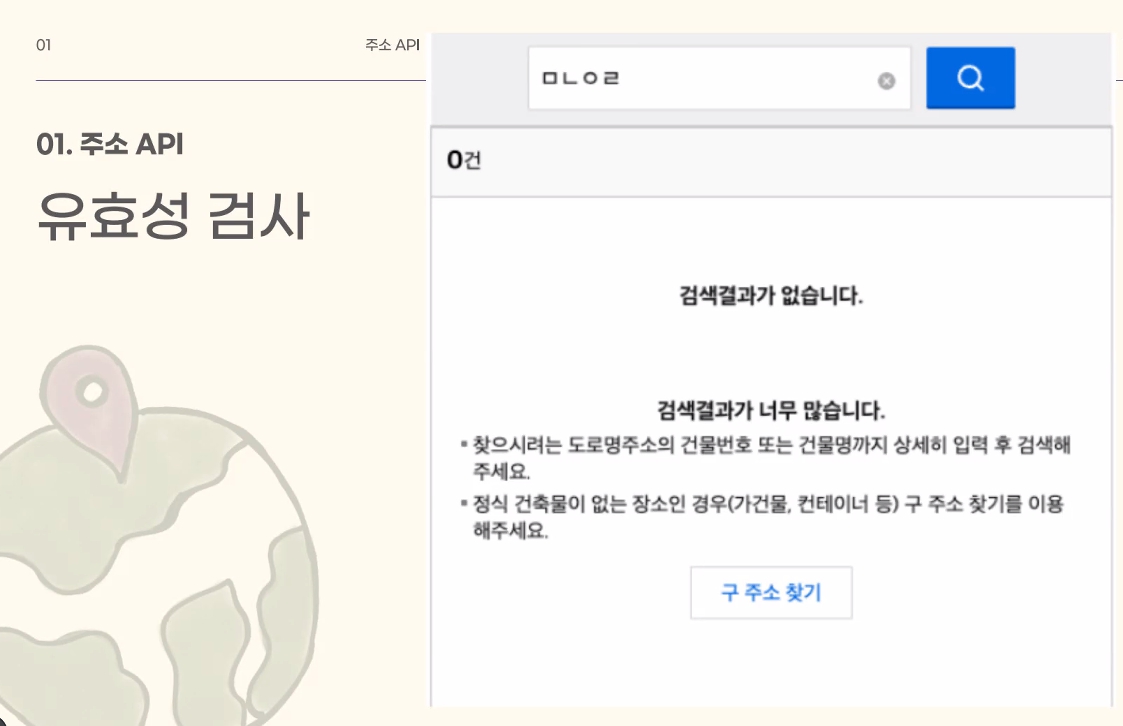 01
주소 API
01. 주소 API
유효성 검사
ㅁㄴㅇㄹ
0건
검색결과가 없습니다.
검색결과가 너무 많습니다.
▪ 찾으시려는 도로명주소의 건물번호 또는 건물명까지 상세히 입력 후 검색해
주세요.
▪ 정식 건축물이 없는 장소인 경우(가건물, 컨테이너 등) 구 주소 찾기를 이용
해주세요.
구 주소 찾기